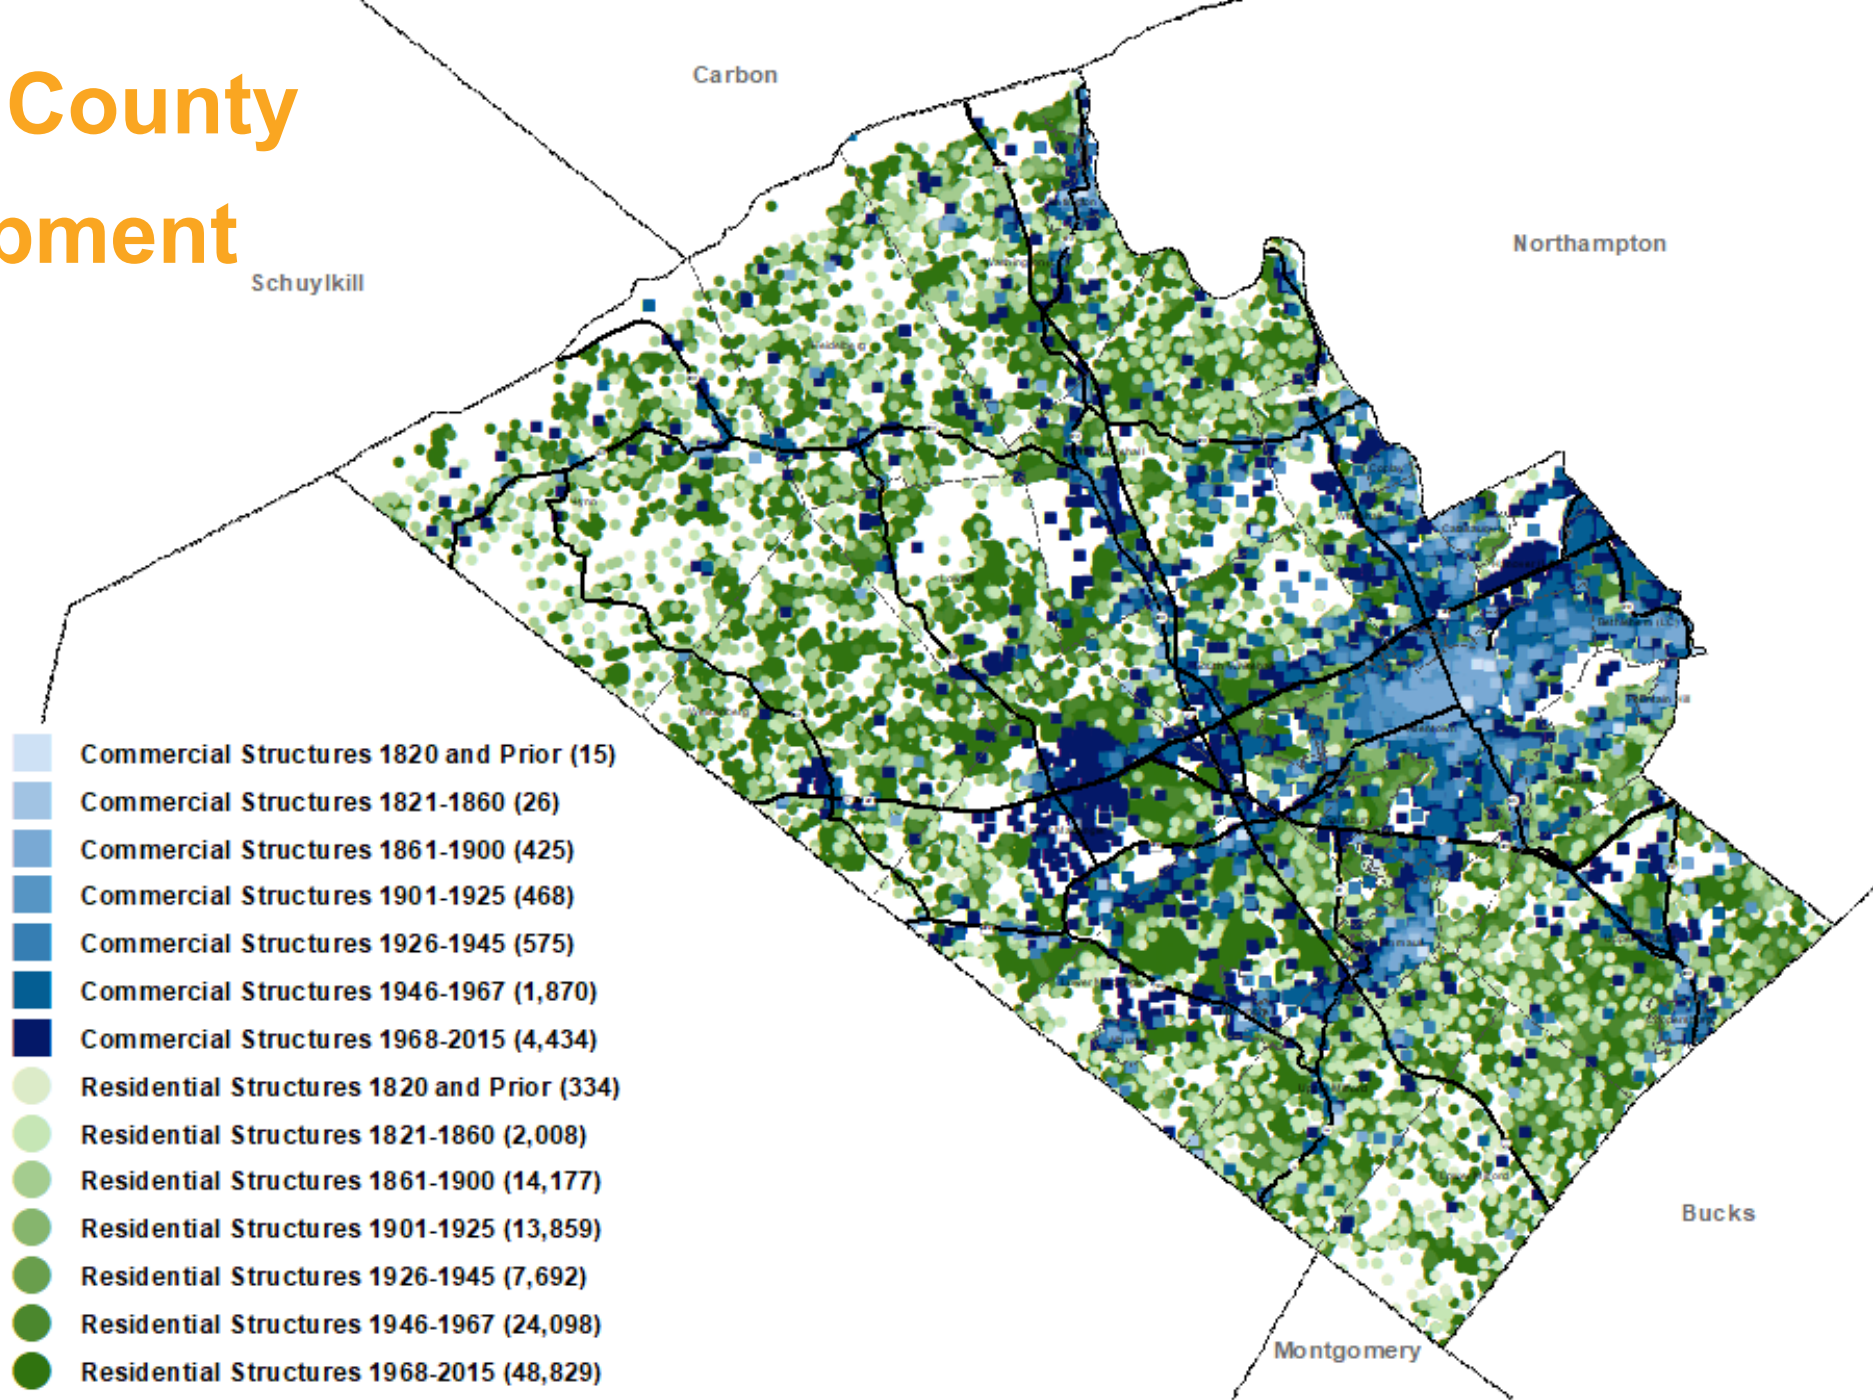 County
pment
Carbon
Schuylkill
Northampton
Commercial Structures 1820 and Prior (15)
Commercial Structures 1821-1860 (26)
Commercial Structures 1861-1900 (425)
Commercial Structures 1901-1925 (468)
Commercial Structures 1926-1945 (575)
Commercial Structures 1946-1967 (1,870)
Commercial Structures 1968-2015 (4,434)
Residential Structures 1820 and Prior (334)
Residential Structures 1821-1860 (2,008)
Residential Structures 1861-1900 (14,177)
Residential Structures 1901-1925 (13,859)
Residential Structures 1926-1945 (7,692)
Residential Structures 1946-1967 (24,098)
Residential Structures 1968-2015 (48,829)
Heidelberg
Coplay
Bucks
Montgomery